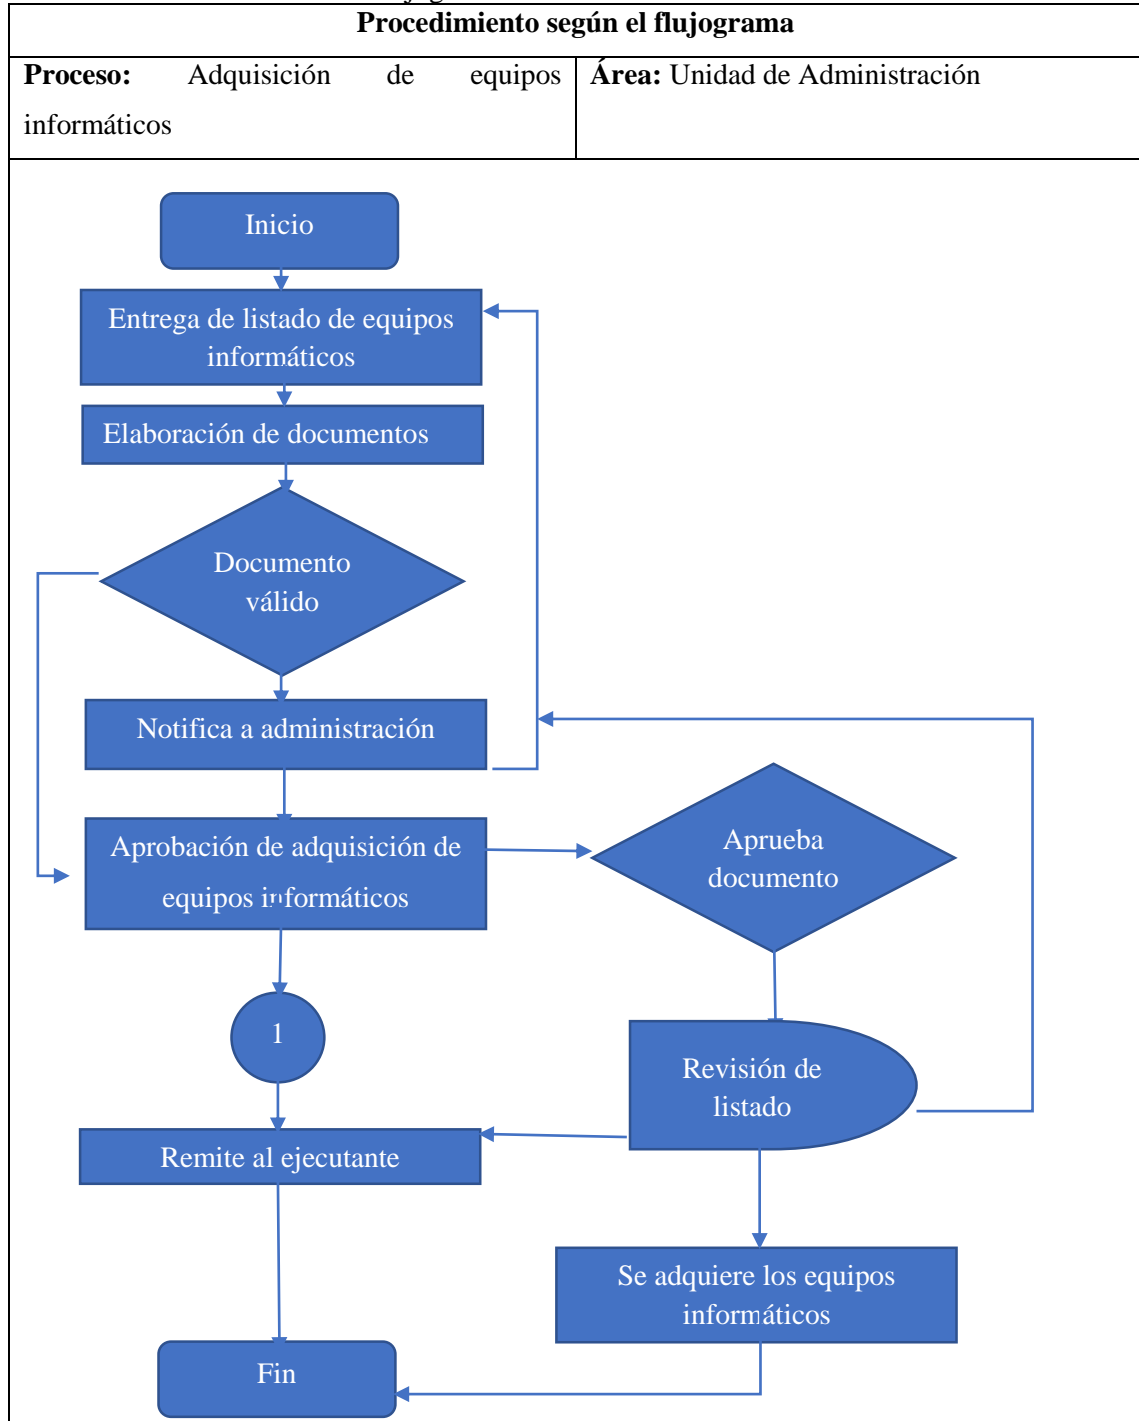 Procedimiento según el flujograma
Proceso: Adquisición de equipos
informáticos
Área: Unidad de Administración
Inicio
Entrega de listado de equipos
informáticos
Elaboración de documentos
Documento
válido
Notifica a administración
Aprobación de adquisición de
equipos informáticos
Aprueba
documento
1
Revisión de
listado
Remite al ejecutante
Se adquiere los equipos
informáticos
Fin